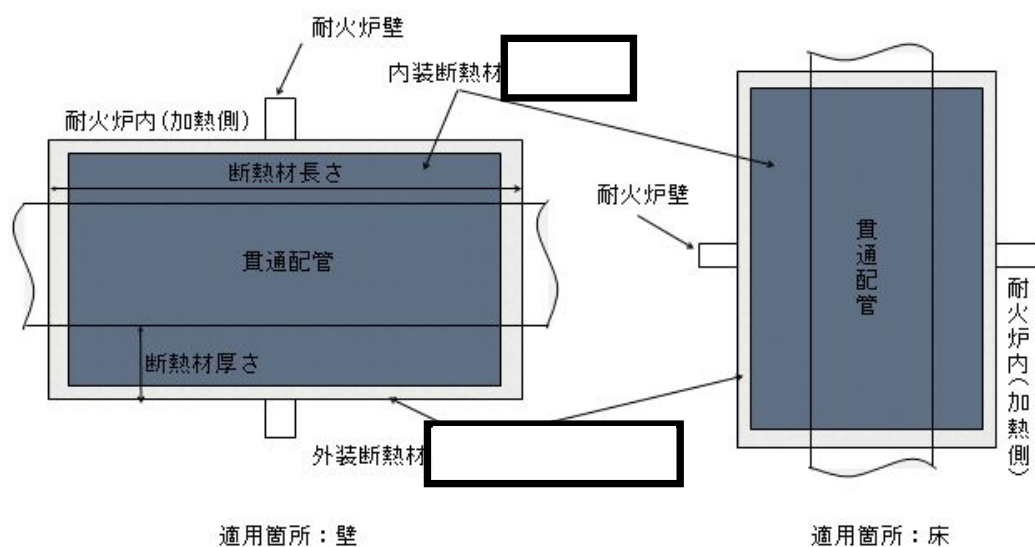 耐火炉壁
内装断熱材
耐火炉内(加熱側)
断熱材長さ
貫通配管
断熱材厚さ
外装断熱材
適用箇所：壁
耐火炉壁
貫通配管
耐火炉内(加熱側)
適用箇所：床